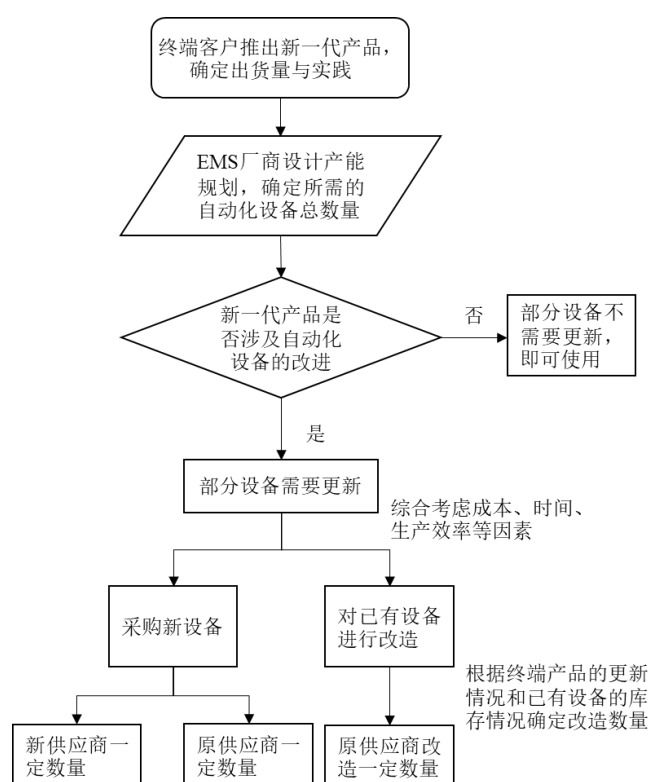 终端客户推出新一代产品，
确定出货量与实践
EMS厂商设计产能
规划，确定所需的
自动化设备总数量
新一代产品是
否涉及自动化
设备的改进
否
部分设备不
需要更新，
即可使用
是
部分设备需要更新
综合考虑成本、时间、
生产效率等因素
采购新设备
对已有设备
进行改造
根据终端产品的更新
情况和已有设备的库
存情况确定改造数量
新供应商一
定数量
原供应商一
定数量
原供应商改
造一定数量